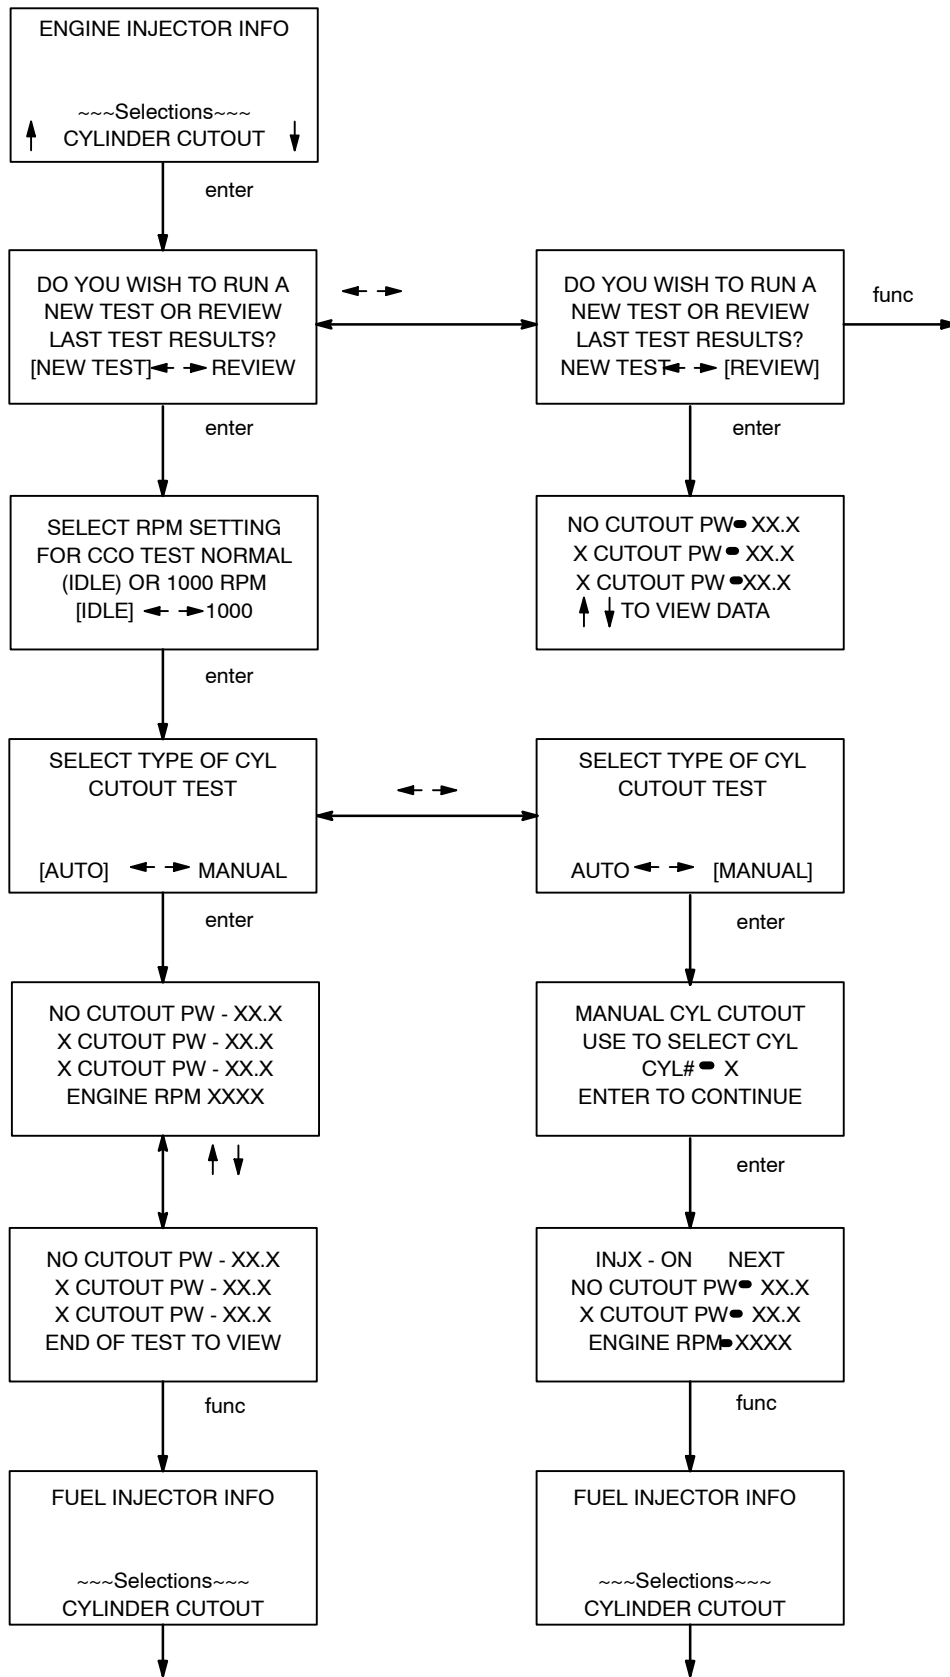 ENGINE INJECTOR INFO
~~~Selections~~~
↑ CYLINDER CUTOUT ↓
enter
DO YOU WISH TO RUN A
NEW TEST OR REVIEW
LAST TEST RESULTS?
[NEW TEST] ← → REVIEW
← →
DO YOU WISH TO RUN A
NEW TEST OR REVIEW
LAST TEST RESULTS?
NEW TEST ← → [REVIEW]
func
enter
enter
SELECT RPM SETTING
FOR CCO TEST NORMAL
(IDLE) OR 1000 RPM
[IDLE] ← → 1000
NO CUTOUT PW - XX.X
X CUTOUT PW - XX.X
X CUTOUT PW - XX.X
↑ ↓ TO VIEW DATA
enter
SELECT TYPE OF CYL
CUTOUT TEST
[AUTO] ← → MANUAL
← →
SELECT TYPE OF CYL
CUTOUT TEST
AUTO ← → [MANUAL]
enter
enter
NO CUTOUT PW - XX.X
X CUTOUT PW - XX.X
X CUTOUT PW - XX.X
ENGINE RPM XXXX
MANUAL CYL CUTOUT
USE TO SELECT CYL
CYL# - X
ENTER TO CONTINUE
↑ ↓
enter
NO CUTOUT PW - XX.X
X CUTOUT PW - XX.X
X CUTOUT PW - XX.X
END OF TEST TO VIEW
INJX - ON NEXT
NO CUTOUT PW - XX.X
X CUTOUT PW - XX.X
ENGINE RPM - XXXX
func
func
FUEL INJECTOR INFO
~~~Selections~~~
CYLINDER CUTOUT
FUEL INJECTOR INFO
~~~Selections~~~
CYLINDER CUTOUT